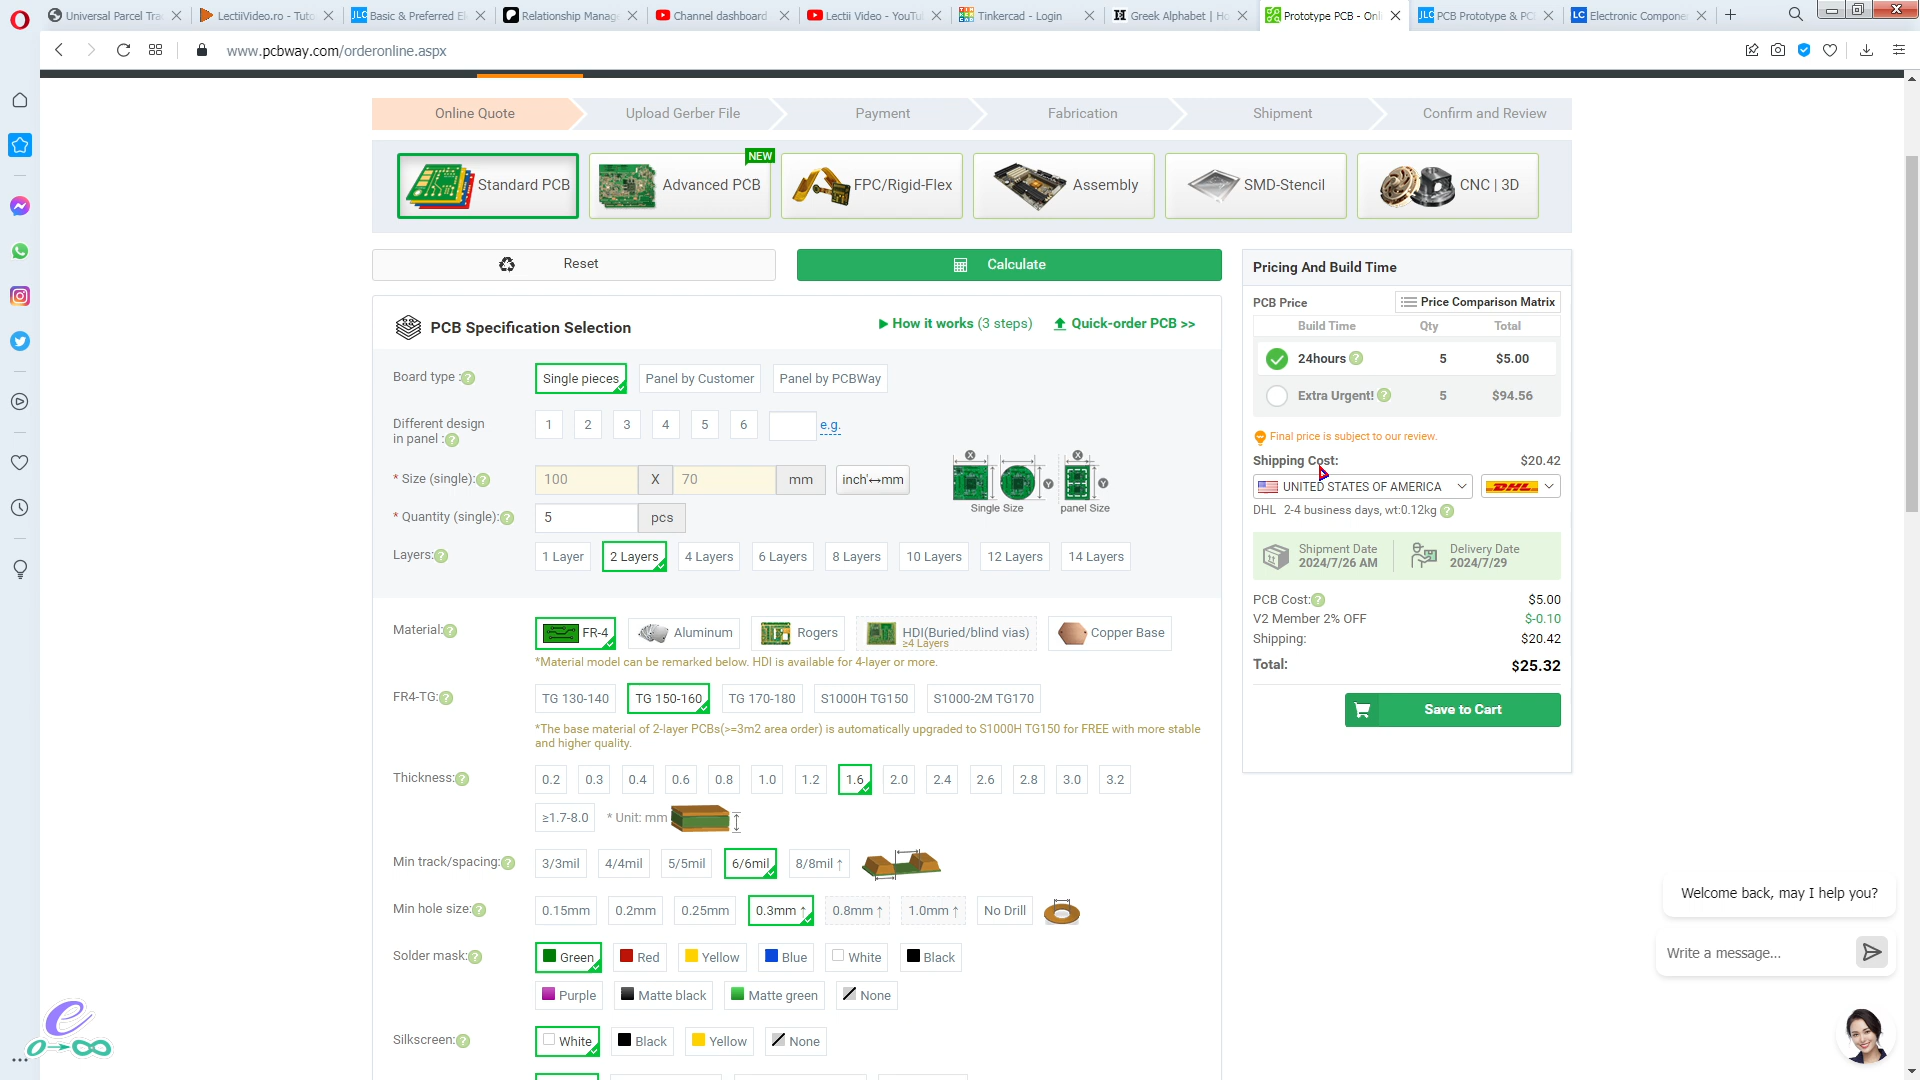 Universal Parcel Tra
LectiiVideo.ro - Tuto
Basic & Preferred El
Relationship Manage
Channel dashboard
Lectii Video - YouTu
Tinkercad - Login
Greek Alphabet | Ho
Prototype PCB - Onli
PCB Prototype & PC
Electronic Compone
www.pcbway.com/orderonline.aspx
Online Quote
Upload Gerber File
Payment
Fabrication
Shipment
Confirm and Review
NEW
Standard PCB
Advanced PCB
FPC/Rigid-Flex
Assembly
SMD-Stencil
CNC | 3D
Reset
Calculate
PCB Specification Selection
How it works (3 steps)
Quick-order PCB >>
Board type :
Single pieces
Panel by Customer
Panel by PCBWay
Different design
in panel :
1 2 3 4 5 6 e.g.
* Size (single):
100 X 70 mm inch'↔mm
X Y X Y
Single Size
panel Size
* Quantity (single):
5 pcs
Layers:
1 Layer 2 Layers 4 Layers 6 Layers 8 Layers 10 Layers 12 Layers 14 Layers
Material:
FR-4 Aluminum Rogers HDI(Buried/blind vias) Copper Base
≥4 Layers
*Material model can be remarked below. HDI is available for 4-layer or more.
FR4-TG:
TG 130-140 TG 150-160 TG 170-180 S1000H TG150 S1000-2M TG170
*The base material of 2-layer PCBs(>=3m2 area order) is automatically upgraded to S1000H TG150 for FREE with more stable
and higher quality.
Thickness:
0.2 0.3 0.4 0.6 0.8 1.0 1.2 1.6 2.0 2.4 2.6 2.8 3.0 3.2
≥1.7-8.0 * Unit: mm
Min track/spacing:
3/3mil 4/4mil 5/5mil 6/6mil 8/8mil ↑
Min hole size:
0.15mm 0.2mm 0.25mm 0.3mm ↑ 0.8mm ↑ 1.0mm ↑ No Drill
Solder mask:
Green Red Yellow Blue White Black
Purple Matte black Matte green None
Silkscreen:
White Black Yellow None
Pricing And Build Time
PCB Price
Price Comparison Matrix
Build Time Qty Total
24hours 5 $5.00
Extra Urgent! 5 $94.56
Final price is subject to our review.
Shipping Cost: $20.42
UNITED STATES OF AMERICA
DHL
DHL 2-4 business days, wt:0.12kg
Shipment Date
2024/7/26 AM
Delivery Date
2024/7/29
PCB Cost: $5.00
V2 Member 2% OFF $-0.10
Shipping: $20.42
Total: $25.32
Save to Cart
Welcome back, may I help you?
Write a message...